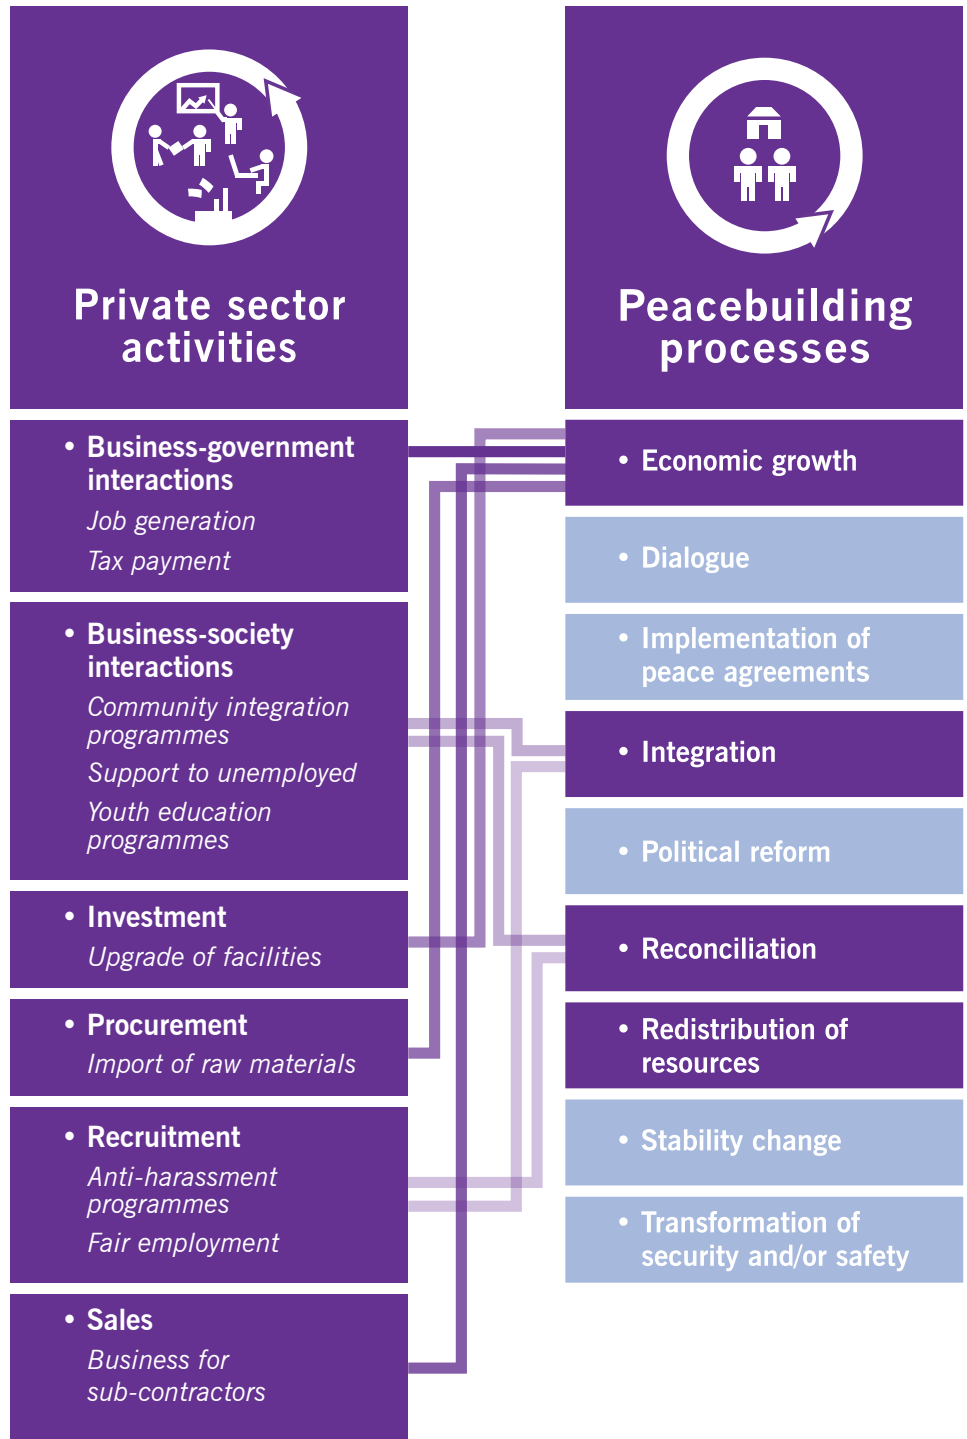 Private sector
activities
• Business-government
interactions
Job generation
Tax payment
• Business-society
interactions
Community integration
programmes
Support to unemployed
Youth education
programmes
• Investment
Upgrade of facilities
• Procurement
Import of raw materials
• Recruitment
Anti-harassment
programmes
Fair employment
• Sales
Business for
sub-contractors
Peacebuilding
processes
• Economic growth
• Dialogue
• Implementation of
peace agreements
• Integration
• Political reform
• Reconciliation
• Redistribution of
resources
• Stability change
• Transformation of
security and/or safety